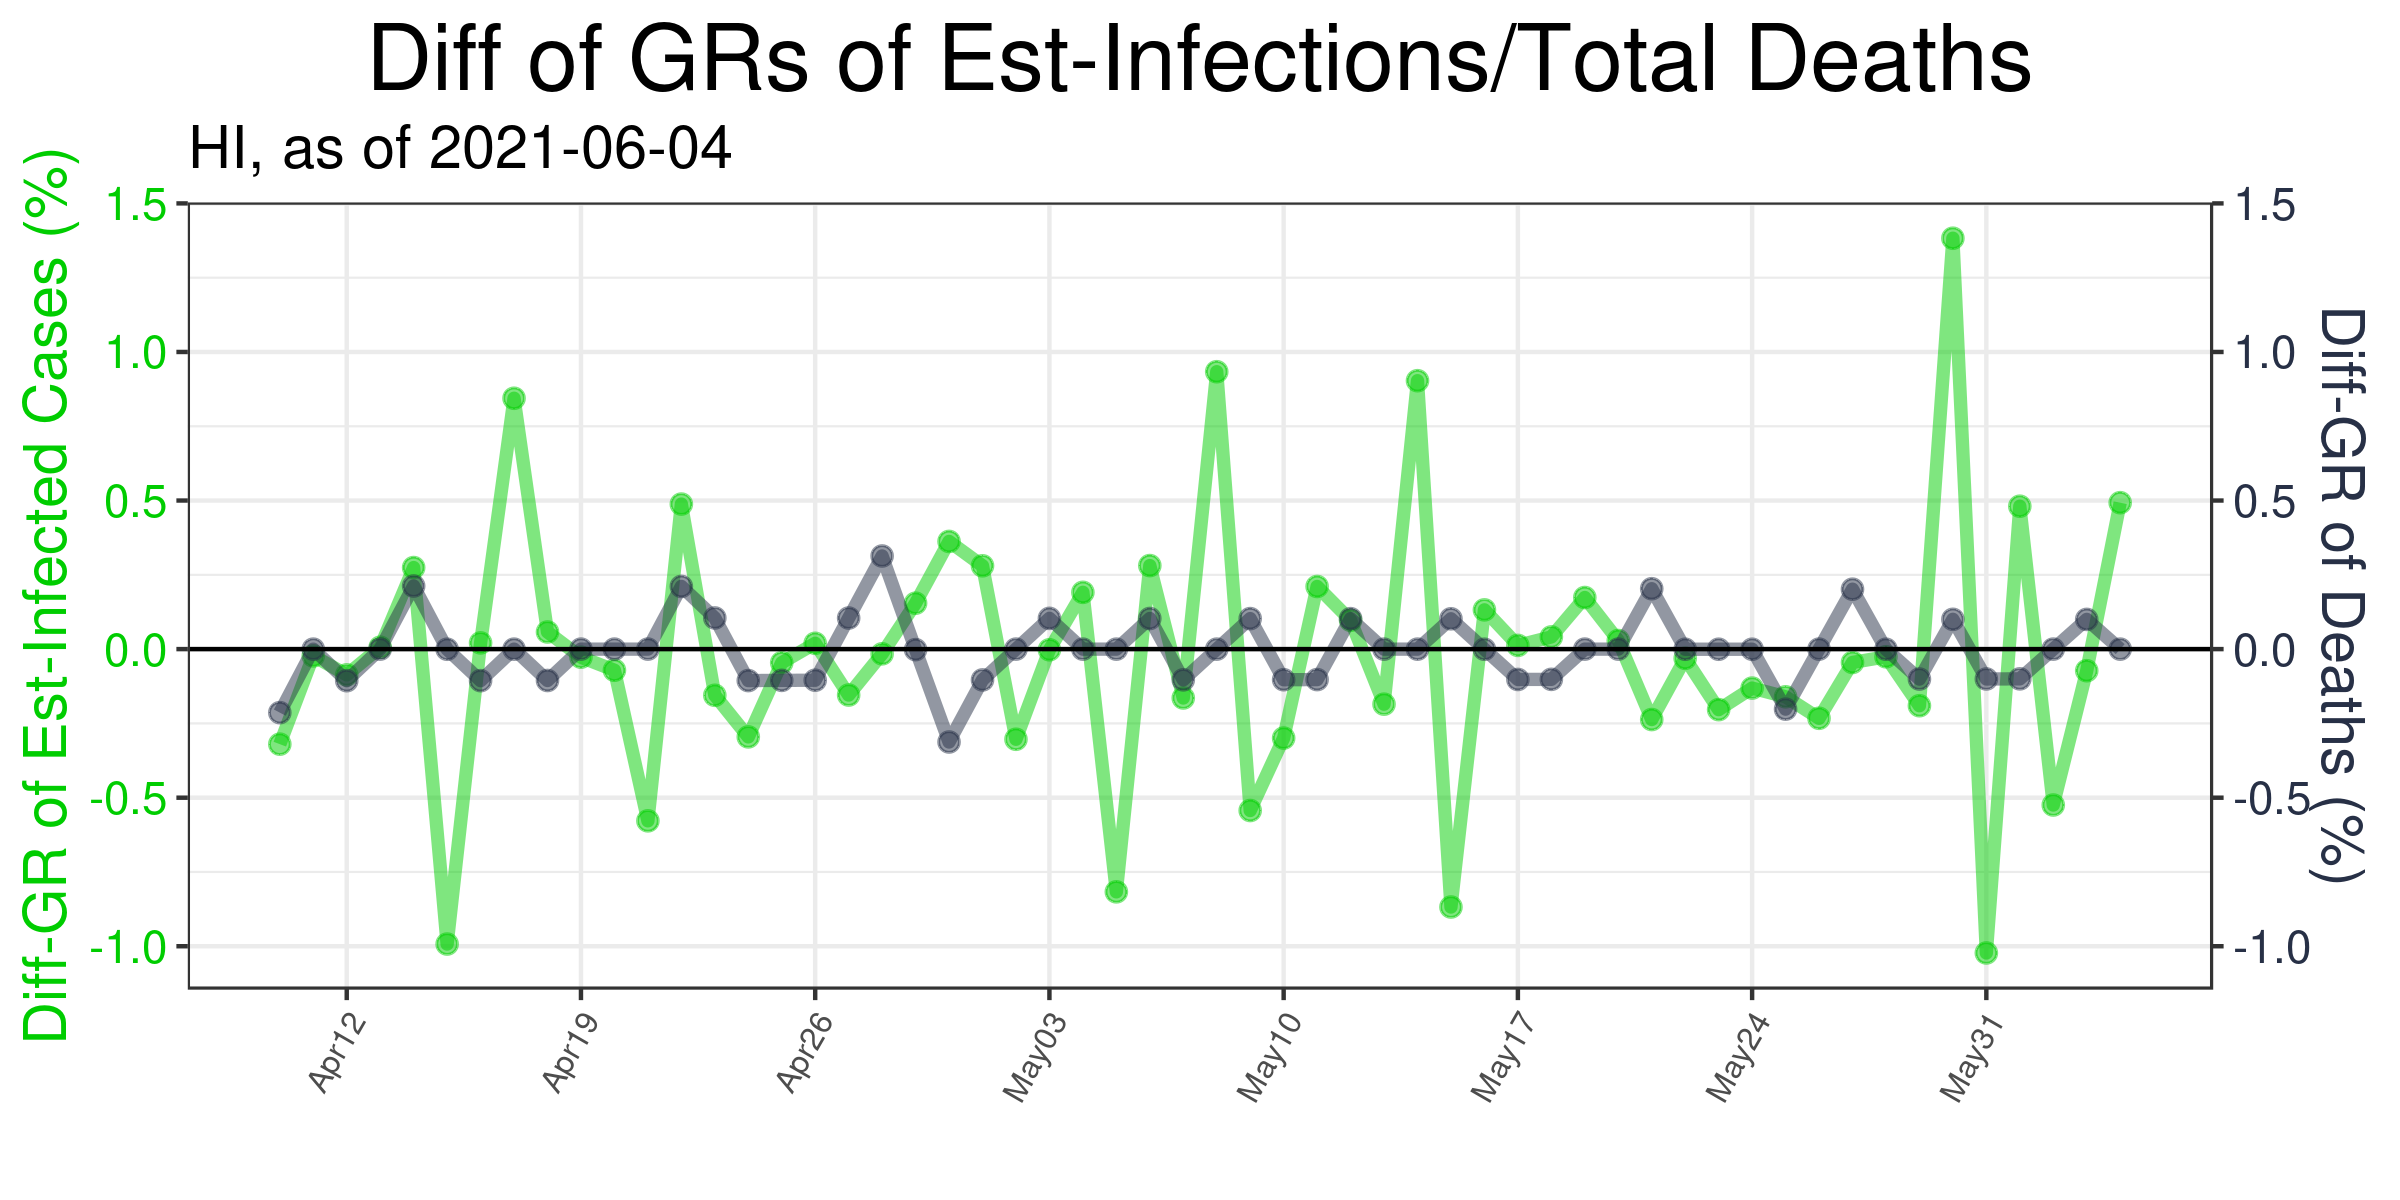 Diff of GRs of Est-Infections/Total Deaths
HI, as of 2021-06-04
Diff-GR of Est-Infected Cases (%)
1.5
1.0
0.5
0.0
-0.5
-1.0
1.5
1.0
0.5
0.0
-0.5
-1.0
Diff-GR of Deaths (%)
Apr12
Apr19
Apr26
May03
May10
May17
May24
May31